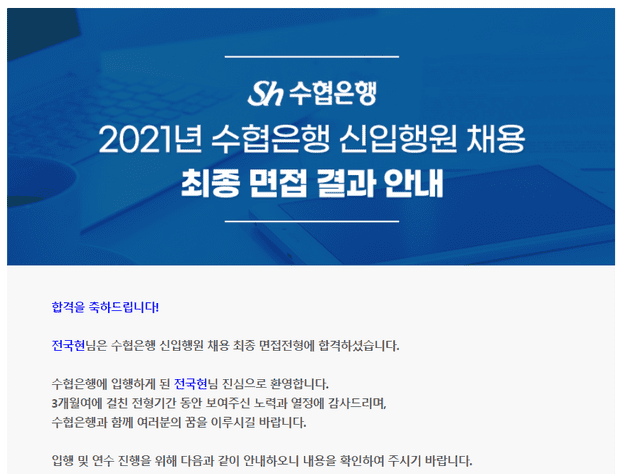 Sh 수협은행
2021년 수협은행 신입행원 채용
최종 면접 결과 안내
합격을 축하드립니다!
전국현님은 수협은행 신입행원 채용 최종 면접전형에 합격하셨습니다.
수협은행에 입행하게 된 전국현님 진심으로 환영합니다.
3개월여에 걸친 전형기간 동안 보여주신 노력과 열정에 감사드리며,
수협은행과 함께 여러분의 꿈을 이루시길 바랍니다.
입행 및 연수 진행을 위해 다음과 같이 안내하오니 내용을 확인하여 주시기 바랍니다.